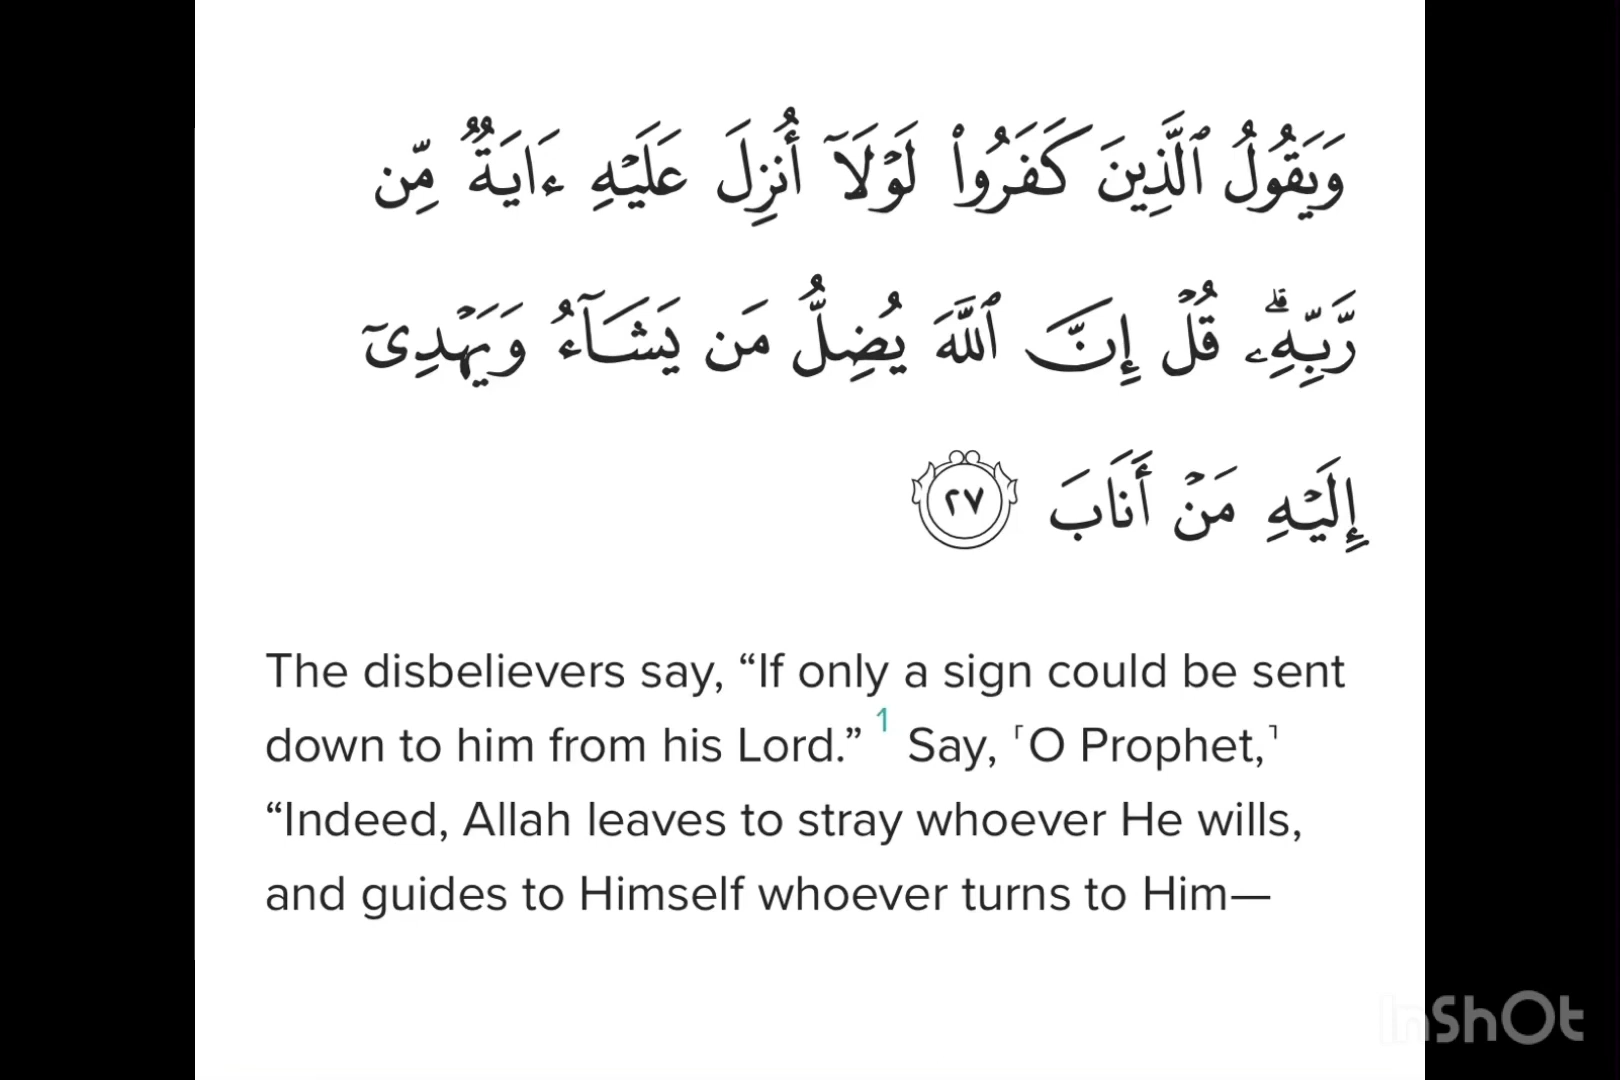 وَيَقُولُ ٱلَّذِينَ كَفَرُوا۟ لَوْلَآ أُنزِلَ عَلَيْهِ ءَايَةٌ مِّن
رَّبِّهِۦ ۗ قُلْ إِنَّ ٱللَّهَ يُضِلُّ مَن يَشَآءُ وَيَهْدِىٓ
إِلَيْهِ مَنْ أَنَابَ ٢٧
The disbelievers say, “If only a sign could be sent
down to him from his Lord.” 1 Say, ˹O Prophet,˺
“Indeed, Allah leaves to stray whoever He wills,
and guides to Himself whoever turns to Him—
InShOt